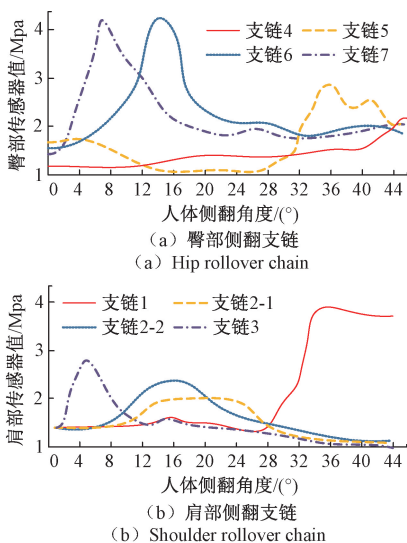 臀部传感器值/Mpa
支链4 支链5
支链6 支链7
4
3
2
1
0 4 8 12 16 20 24 28 32 36 40 44
人体侧翻角度/(°)
(a) 臀部侧翻支链
(a) Hip rollover chain
肩部传感器值/Mpa
支链1 支链2-1
支链2-2 支链3
4
3
2
1
0 4 8 12 16 20 24 28 32 36 40 44
人体侧翻角度/(°)
(b) 肩部侧翻支链
(b) Shoulder rollover chain